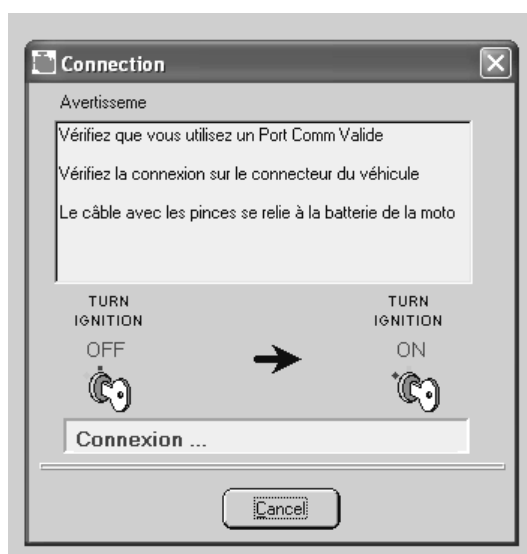 Connection
Avertisseme
Vérifiez que vous utilisez un Port Comm Valide
Vérifiez la connexion sur le connecteur du véhicule
Le câble avec les pinces se relie à la batterie de la moto
TURN
IGNITION
OFF
TURN
IGNITION
ON
Connexion ...
Cancel